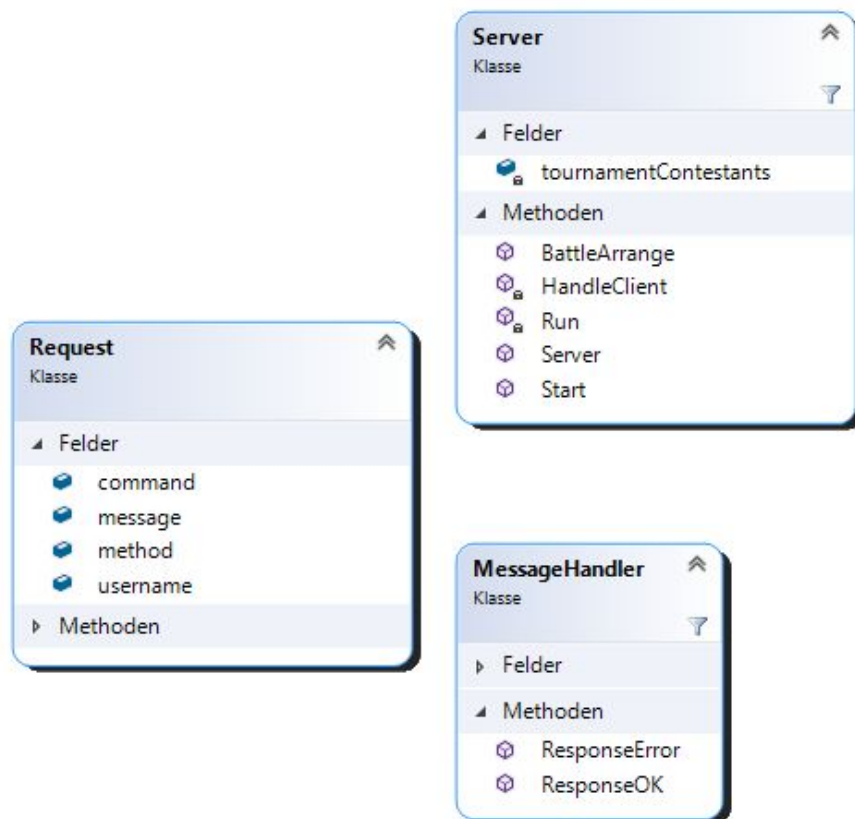 Server
Klasse
Felder
tournamentContestants
Methoden
BattleArrange
HandleClient
Run
Server
Start
Request
Klasse
Felder
command
message
method
username
Methoden
MessageHandler
Klasse
Felder
Methoden
ResponseError
ResponseOK